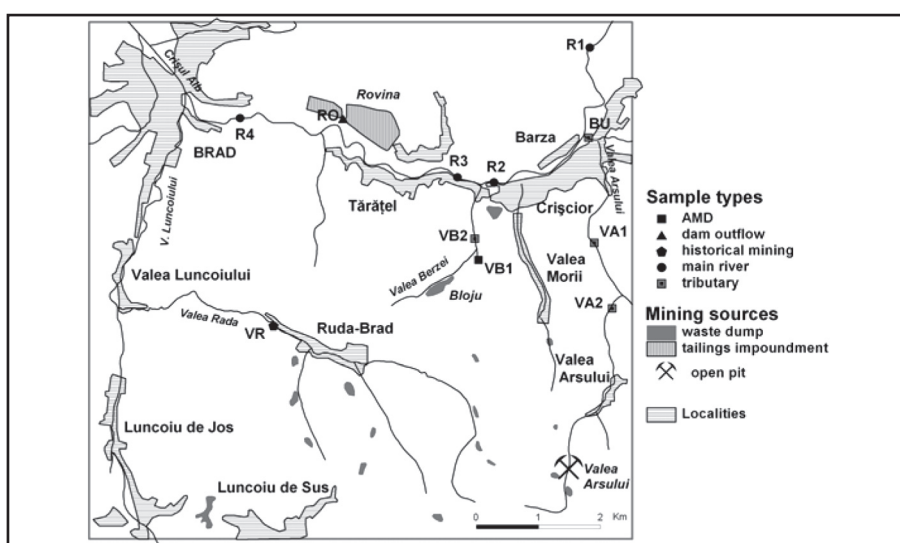 R1
Crişul Alb
Rovina
RO
R4
BRAD
Barza
BU
Valea Arsului
R3
R2
Tărăţel
Crişcior
V. Luncoiului
VB2
VB1
VA1
Valea Luncoiului
Valea Berzei
Bloju
Valea
Morii
VA2
Valea Rada
VR
Ruda-Brad
Valea
Arsului
Luncoiu de Jos
Luncoiu de Sus
Valea
Arsului
0 1 2 Km
Sample types
AMD
dam outflow
historical mining
main river
tributary
Mining sources
waste dump
tailings impoundment
open pit
Localities